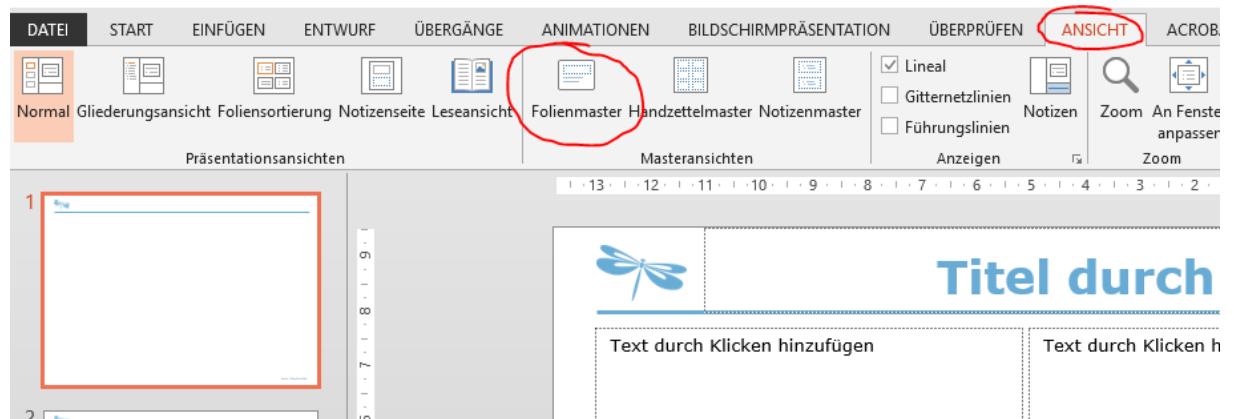 DATEI START EINFÜGEN ENTWURF ÜBERGÄNGE ANIMATIONEN BILDSCHIRMPRÄSENTATION ÜBERPRÜFEN ANSICHT ACROB
Normal Gliederungsansicht Foliensortierung Notizenseite Leseansicht Folienmaster Handzettelmaster Notizenmaster
Lineal
Gitternetzlinien
Führungslinien
Notizen Zoom An Fenste
anpassen
Präsentationsansichten Masteransichten Anzeigen Zoom
13 12 11 10 9 8 7 6 5 4 3 2
1
9
8
7
Titel durch
Text durch Klicken hinzufügen Text durch Klicken h
2